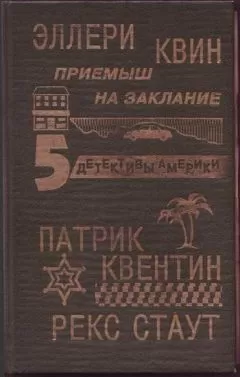 ЭЛЛЕРИ
КВИН
ПРИЕМЫШ
НА ЗАКЛАНИЕ
5 ДЕТЕКТИВЫ АМЕРИКИ
ПАТРИК
КВЕНТИН
РЕКС СТАУТ